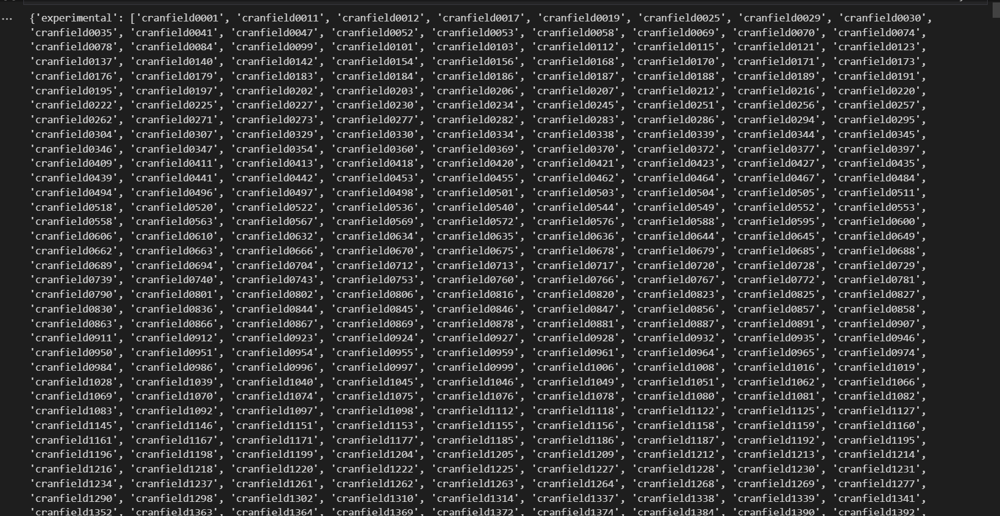 {'experimental': ['cranfield0001', 'cranfield0011', 'cranfield0012', 'cranfield0017', 'cranfield0019', 'cranfield0025', 'cranfield0029', 'cranfield0030',
'cranfield0035', 'cranfield0041', 'cranfield0047', 'cranfield0052', 'cranfield0053', 'cranfield0058', 'cranfield0069', 'cranfield0070', 'cranfield0074',
'cranfield0078', 'cranfield0084', 'cranfield0099', 'cranfield0101', 'cranfield0103', 'cranfield0112', 'cranfield0115', 'cranfield0121', 'cranfield0123',
'cranfield0137', 'cranfield0140', 'cranfield0142', 'cranfield0154', 'cranfield0156', 'cranfield0168', 'cranfield0170', 'cranfield0171', 'cranfield0173',
'cranfield0176', 'cranfield0179', 'cranfield0183', 'cranfield0184', 'cranfield0186', 'cranfield0187', 'cranfield0188', 'cranfield0189', 'cranfield0191',
'cranfield0195', 'cranfield0197', 'cranfield0202', 'cranfield0203', 'cranfield0206', 'cranfield0207', 'cranfield0212', 'cranfield0216', 'cranfield0220',
'cranfield0222', 'cranfield0225', 'cranfield0227', 'cranfield0230', 'cranfield0234', 'cranfield0245', 'cranfield0251', 'cranfield0256', 'cranfield0257',
'cranfield0262', 'cranfield0271', 'cranfield0273', 'cranfield0277', 'cranfield0282', 'cranfield0283', 'cranfield0286', 'cranfield0294', 'cranfield0295',
'cranfield0304', 'cranfield0307', 'cranfield0329', 'cranfield0330', 'cranfield0334', 'cranfield0338', 'cranfield0339', 'cranfield0344', 'cranfield0345',
'cranfield0346', 'cranfield0347', 'cranfield0354', 'cranfield0360', 'cranfield0369', 'cranfield0370', 'cranfield0372', 'cranfield0377', 'cranfield0397',
'cranfield0409', 'cranfield0411', 'cranfield0413', 'cranfield0418', 'cranfield0420', 'cranfield0421', 'cranfield0423', 'cranfield0427', 'cranfield0435',
'cranfield0439', 'cranfield0441', 'cranfield0442', 'cranfield0453', 'cranfield0455', 'cranfield0462', 'cranfield0464', 'cranfield0467', 'cranfield0484',
'cranfield0494', 'cranfield0496', 'cranfield0497', 'cranfield0498', 'cranfield0501', 'cranfield0503', 'cranfield0504', 'cranfield0505', 'cranfield0511',
'cranfield0518', 'cranfield0520', 'cranfield0522', 'cranfield0536', 'cranfield0540', 'cranfield0544', 'cranfield0549', 'cranfield0552', 'cranfield0553',
'cranfield0558', 'cranfield0563', 'cranfield0567', 'cranfield0569', 'cranfield0572', 'cranfield0576', 'cranfield0588', 'cranfield0595', 'cranfield0600',
'cranfield0606', 'cranfield0610', 'cranfield0632', 'cranfield0634', 'cranfield0635', 'cranfield0636', 'cranfield0644', 'cranfield0645', 'cranfield0649',
'cranfield0662', 'cranfield0663', 'cranfield0666', 'cranfield0670', 'cranfield0675', 'cranfield0678', 'cranfield0679', 'cranfield0685', 'cranfield0688',
'cranfield0689', 'cranfield0694', 'cranfield0704', 'cranfield0712', 'cranfield0713', 'cranfield0717', 'cranfield0720', 'cranfield0728', 'cranfield0729',
'cranfield0739', 'cranfield0740', 'cranfield0743', 'cranfield0753', 'cranfield0760', 'cranfield0766', 'cranfield0767', 'cranfield0772', 'cranfield0781',
'cranfield0790', 'cranfield0801', 'cranfield0802', 'cranfield0806', 'cranfield0816', 'cranfield0820', 'cranfield0823', 'cranfield0825', 'cranfield0827',
'cranfield0830', 'cranfield0836', 'cranfield0844', 'cranfield0845', 'cranfield0846', 'cranfield0847', 'cranfield0856', 'cranfield0857', 'cranfield0858',
'cranfield0863', 'cranfield0866', 'cranfield0867', 'cranfield0869', 'cranfield0878', 'cranfield0881', 'cranfield0887', 'cranfield0891', 'cranfield0907',
'cranfield0911', 'cranfield0912', 'cranfield0923', 'cranfield0924', 'cranfield0927', 'cranfield0928', 'cranfield0932', 'cranfield0935', 'cranfield0946',
'cranfield0950', 'cranfield0951', 'cranfield0954', 'cranfield0955', 'cranfield0959', 'cranfield0961', 'cranfield0964', 'cranfield0965', 'cranfield0974',
'cranfield0984', 'cranfield0986', 'cranfield0996', 'cranfield0997', 'cranfield0999', 'cranfield1006', 'cranfield1008', 'cranfield1016', 'cranfield1019',
'cranfield1028', 'cranfield1039', 'cranfield1040', 'cranfield1045', 'cranfield1046', 'cranfield1049', 'cranfield1051', 'cranfield1062', 'cranfield1066',
'cranfield1069', 'cranfield1070', 'cranfield1074', 'cranfield1075', 'cranfield1076', 'cranfield1078', 'cranfield1080', 'cranfield1081', 'cranfield1082',
'cranfield1083', 'cranfield1092', 'cranfield1097', 'cranfield1098', 'cranfield1112', 'cranfield1118', 'cranfield1122', 'cranfield1125', 'cranfield1127',
'cranfield1145', 'cranfield1146', 'cranfield1151', 'cranfield1153', 'cranfield1155', 'cranfield1156', 'cranfield1158', 'cranfield1159', 'cranfield1160',
'cranfield1161', 'cranfield1167', 'cranfield1171', 'cranfield1177', 'cranfield1185', 'cranfield1186', 'cranfield1187', 'cranfield1192', 'cranfield1195',
'cranfield1196', 'cranfield1198', 'cranfield1199', 'cranfield1204', 'cranfield1205', 'cranfield1209', 'cranfield1212', 'cranfield1213', 'cranfield1214',
'cranfield1216', 'cranfield1218', 'cranfield1220', 'cranfield1222', 'cranfield1225', 'cranfield1227', 'cranfield1228', 'cranfield1230', 'cranfield1231',
'cranfield1234', 'cranfield1237', 'cranfield1261', 'cranfield1262', 'cranfield1263', 'cranfield1264', 'cranfield1268', 'cranfield1269', 'cranfield1277',
'cranfield1290', 'cranfield1298', 'cranfield1302', 'cranfield1310', 'cranfield1314', 'cranfield1337', 'cranfield1338', 'cranfield1339', 'cranfield1341',
'cranfield1352', 'cranfield1363', 'cranfield1364', 'cranfield1369', 'cranfield1372', 'cranfield1374', 'cranfield1384', 'cranfield1390', 'cranfield1392',